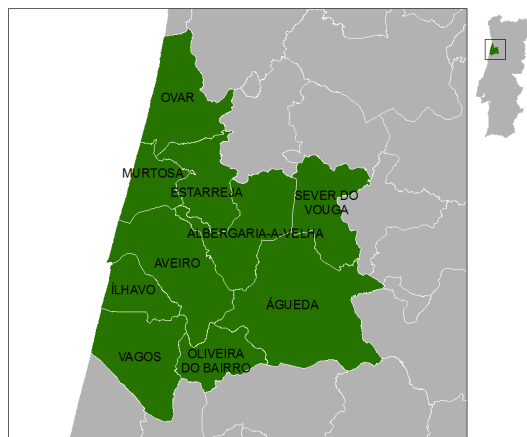 OVAR
MURTOSA
ESTARREJA
SEVER DO
VOUGA
ALBERGARIA-A-VELHA
AVEIRO
ÍLHAVO
ÁGUEDA
VAGOS
OLIVEIRA
DO BAIRRO